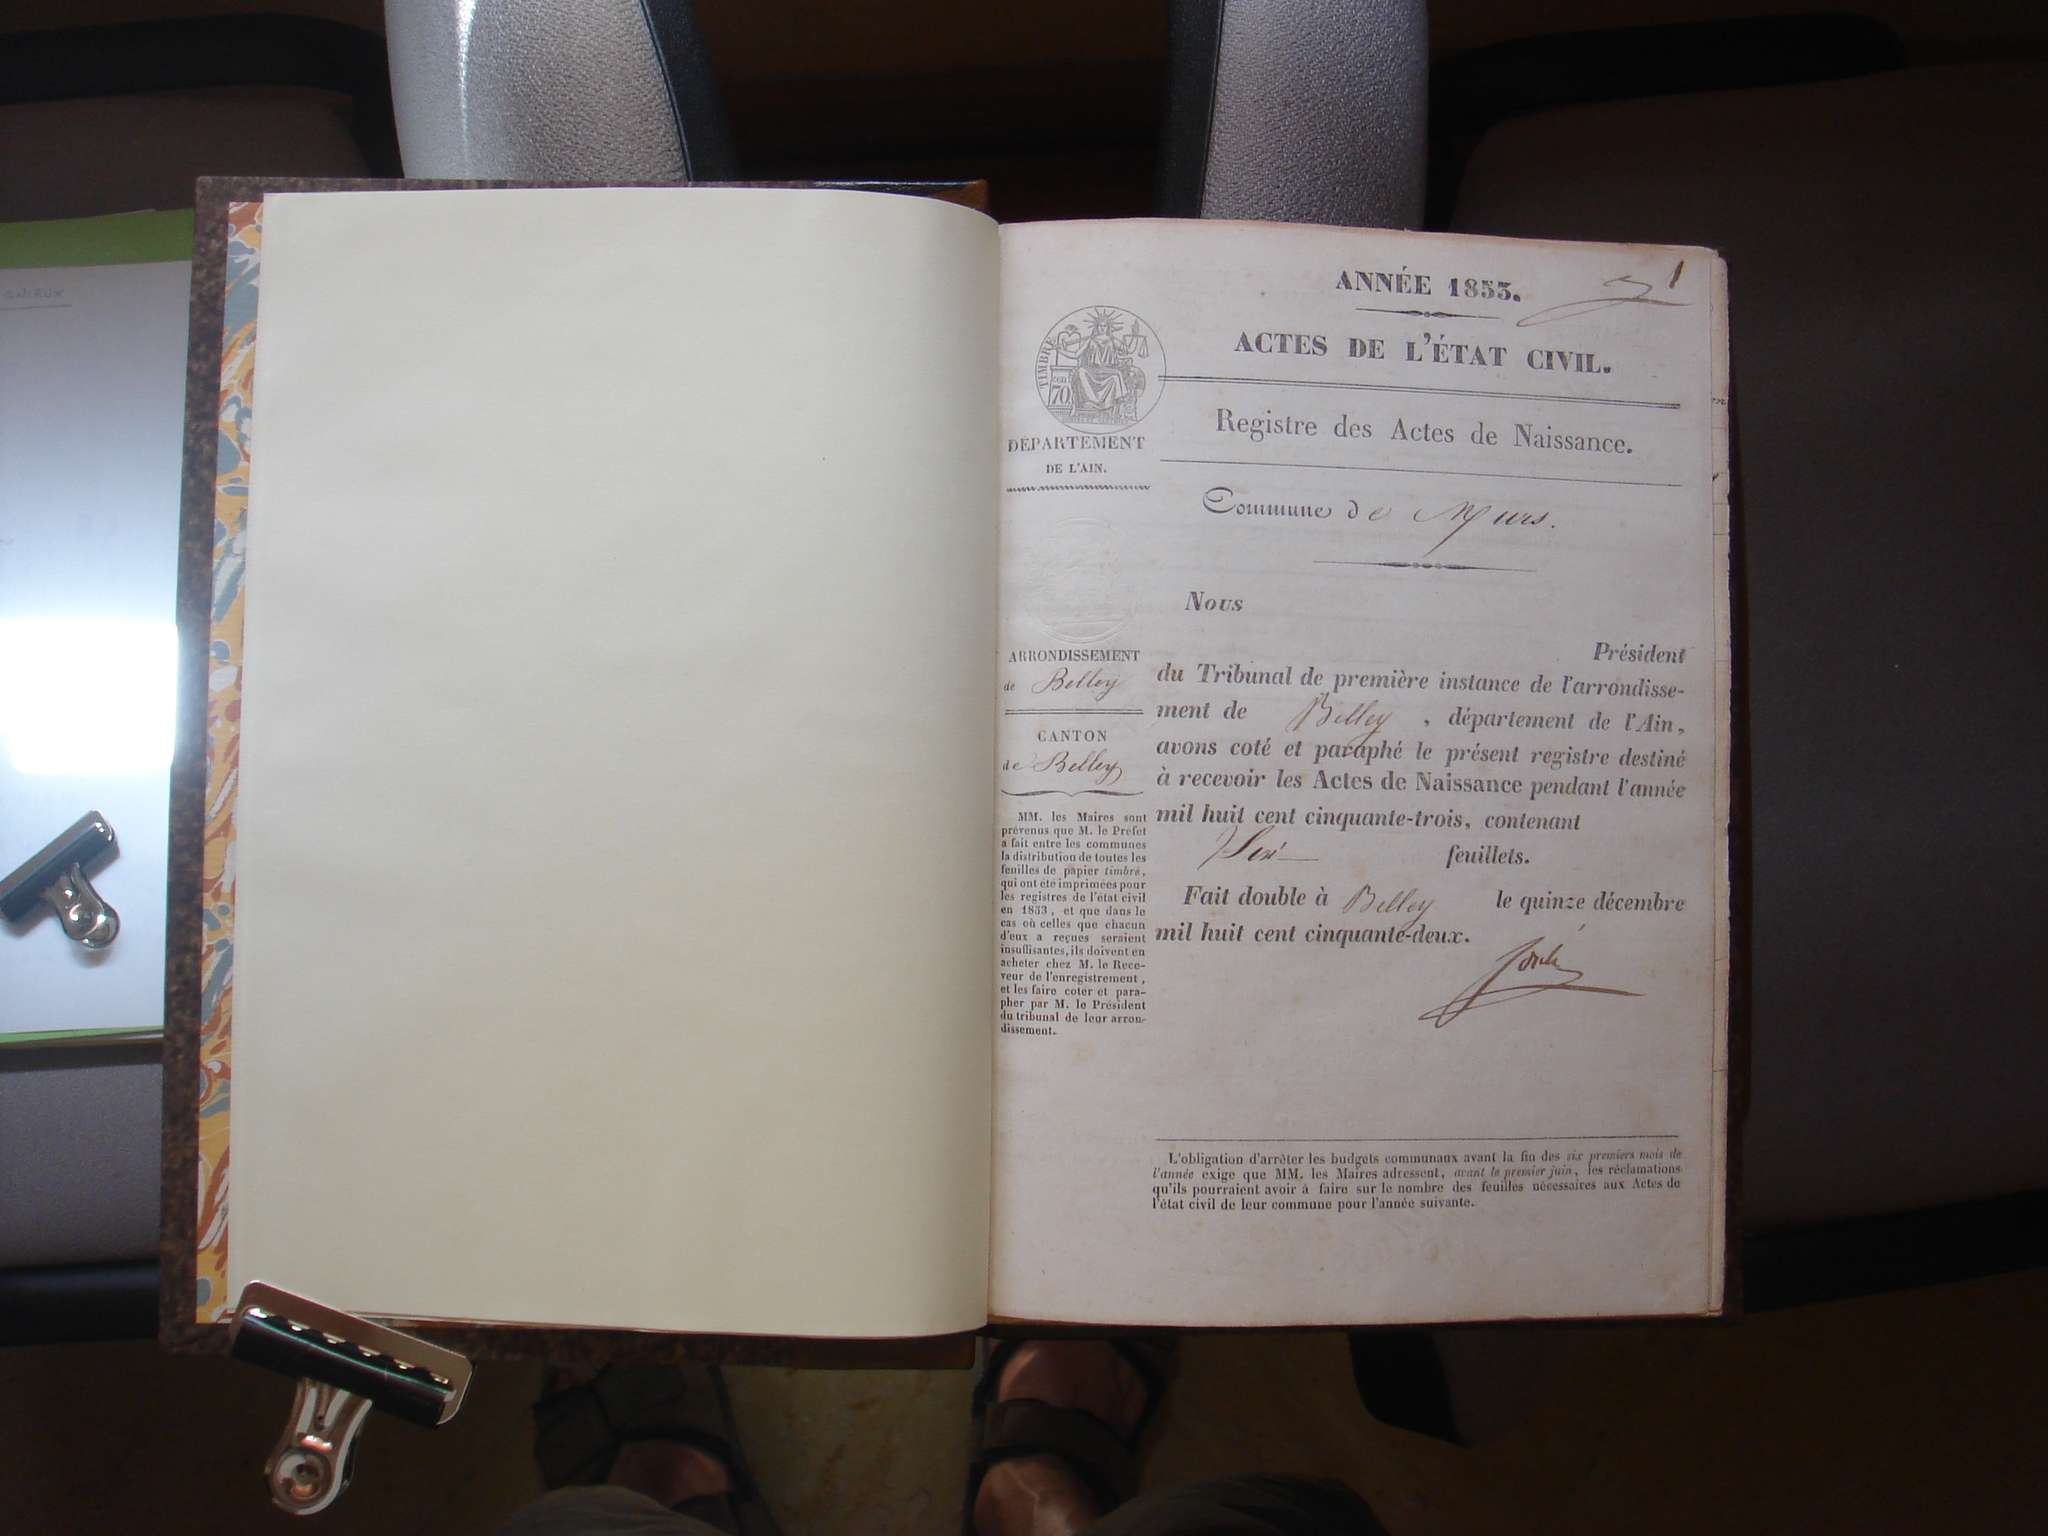 ANNÉE 1853.
1
ACTES DE L'ÉTAT CIVIL.
TIMBRE
70
DÉPARTEMENT
DE L'AIN.
Registre des Actes de Naissance.
Commune de Murs.
ARRONDISSEMENT
de Belley
CANTON
de Belley
MM. les Maires sont
prévenus que M. le Préfet
a fait entre les communes
la distribution de toutes les
feuilles de papier timbré,
qui ont été imprimées pour
les registres de l'état civil
en 1853, et que dans le
cas où celles que chacun
d'eux a reçues seraient
insuffisantes, ils doivent en
acheter chez M. le Rece-
veur de l'enregistrement,
et les faire coter et para-
pher par M. le Président
du tribunal de leur arron-
dissement.
Nous
Président
du Tribunal de première instance de l'arrondisse-
ment de Belley, département de l'Ain,
avons coté et paraphé le présent registre destiné
à recevoir les Actes de Naissance pendant l'année
mil huit cent cinquante-trois, contenant
Six feuillets.
Fait double à Belley le quinze décembre
mil huit cent cinquante-deux.
L'obligation d'arrêter les budgets communaux avant la fin des six premiers mois de
l'année exige que MM. les Maires adressent, avant le premier juin, les réclamations
qu'ils pourraient avoir à faire sur le nombre des feuilles nécessaires aux Actes de
l'état civil de leur commune pour l'année suivante.